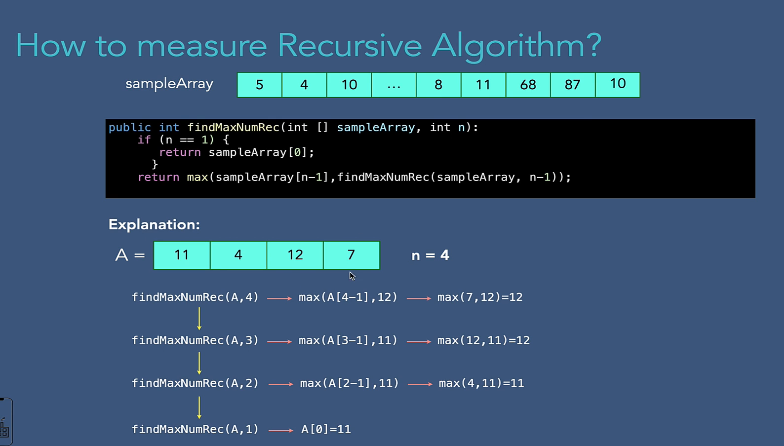 How to measure Recursive Algorithm?
sampleArray 5 4 10 ... 8 11 68 87 10
public int findMaxNumRec(int [] sampleArray, int n):
if (n == 1) {
return sampleArray[0];
}
return max(sampleArray[n-1],findMaxNumRec(sampleArray, n-1));
Explanation:
A = 11 4 12 7 n = 4
findMaxNumRec(A,4) max(A[4-1],12) max(7,12)=12
findMaxNumRec(A,3) max(A[3-1],11) max(12,11)=12
findMaxNumRec(A,2) max(A[2-1],11) max(4,11)=11
findMaxNumRec(A,1) A[0]=11